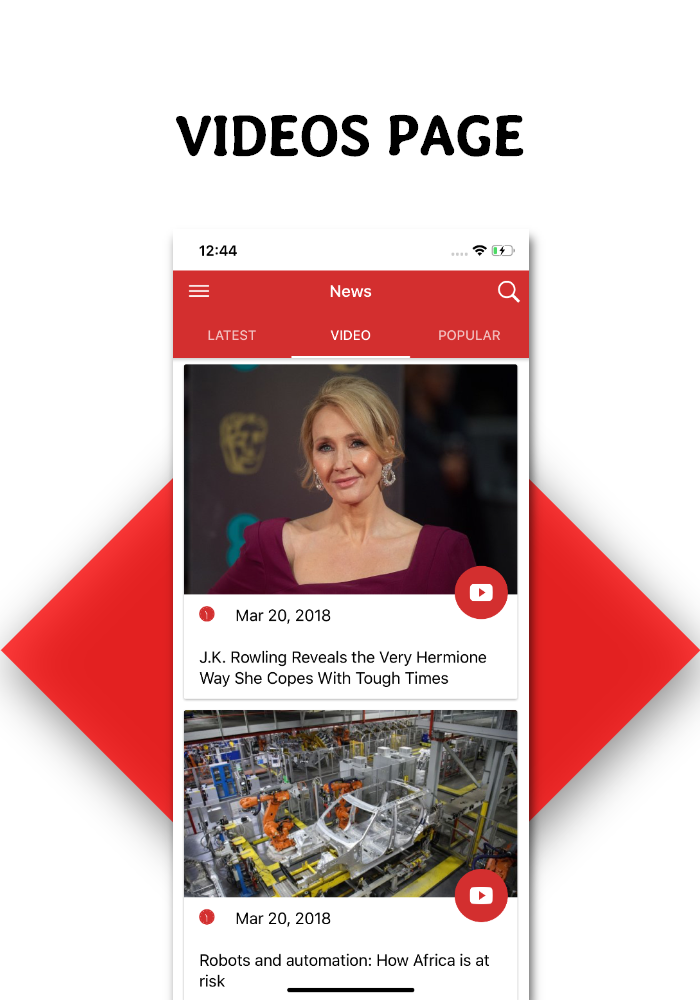 VIDEOS PAGE
12:44
News
LATEST VIDEO POPULAR
Mar 20, 2018
J.K. Rowling Reveals the Very Hermione
Way She Copes With Tough Times
Mar 20, 2018
Robots and automation: How Africa is at
risk